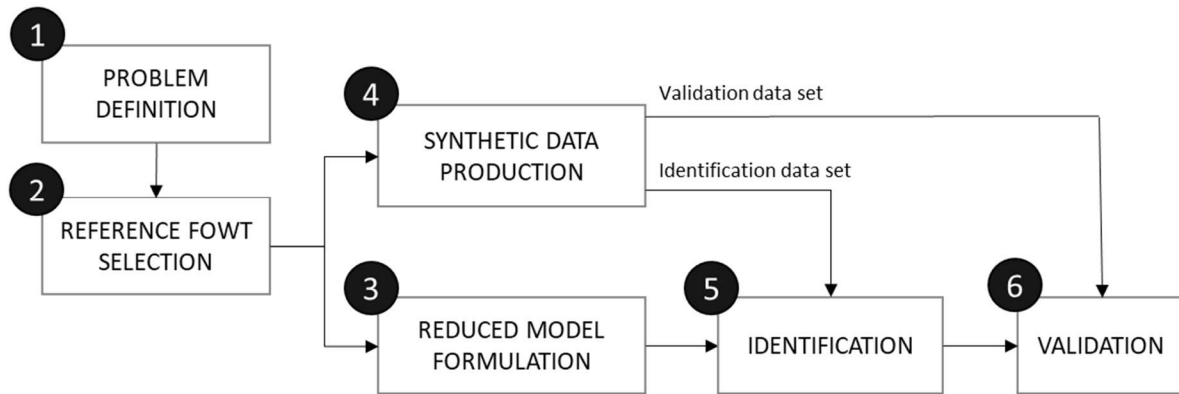 1
PROBLEM
DEFINITION
2
REFERENCE FOWT
SELECTION
4
SYNTHETIC DATA
PRODUCTION
Validation data set
Identification data set
3
REDUCED MODEL
FORMULATION
5
IDENTIFICATION
6
VALIDATION